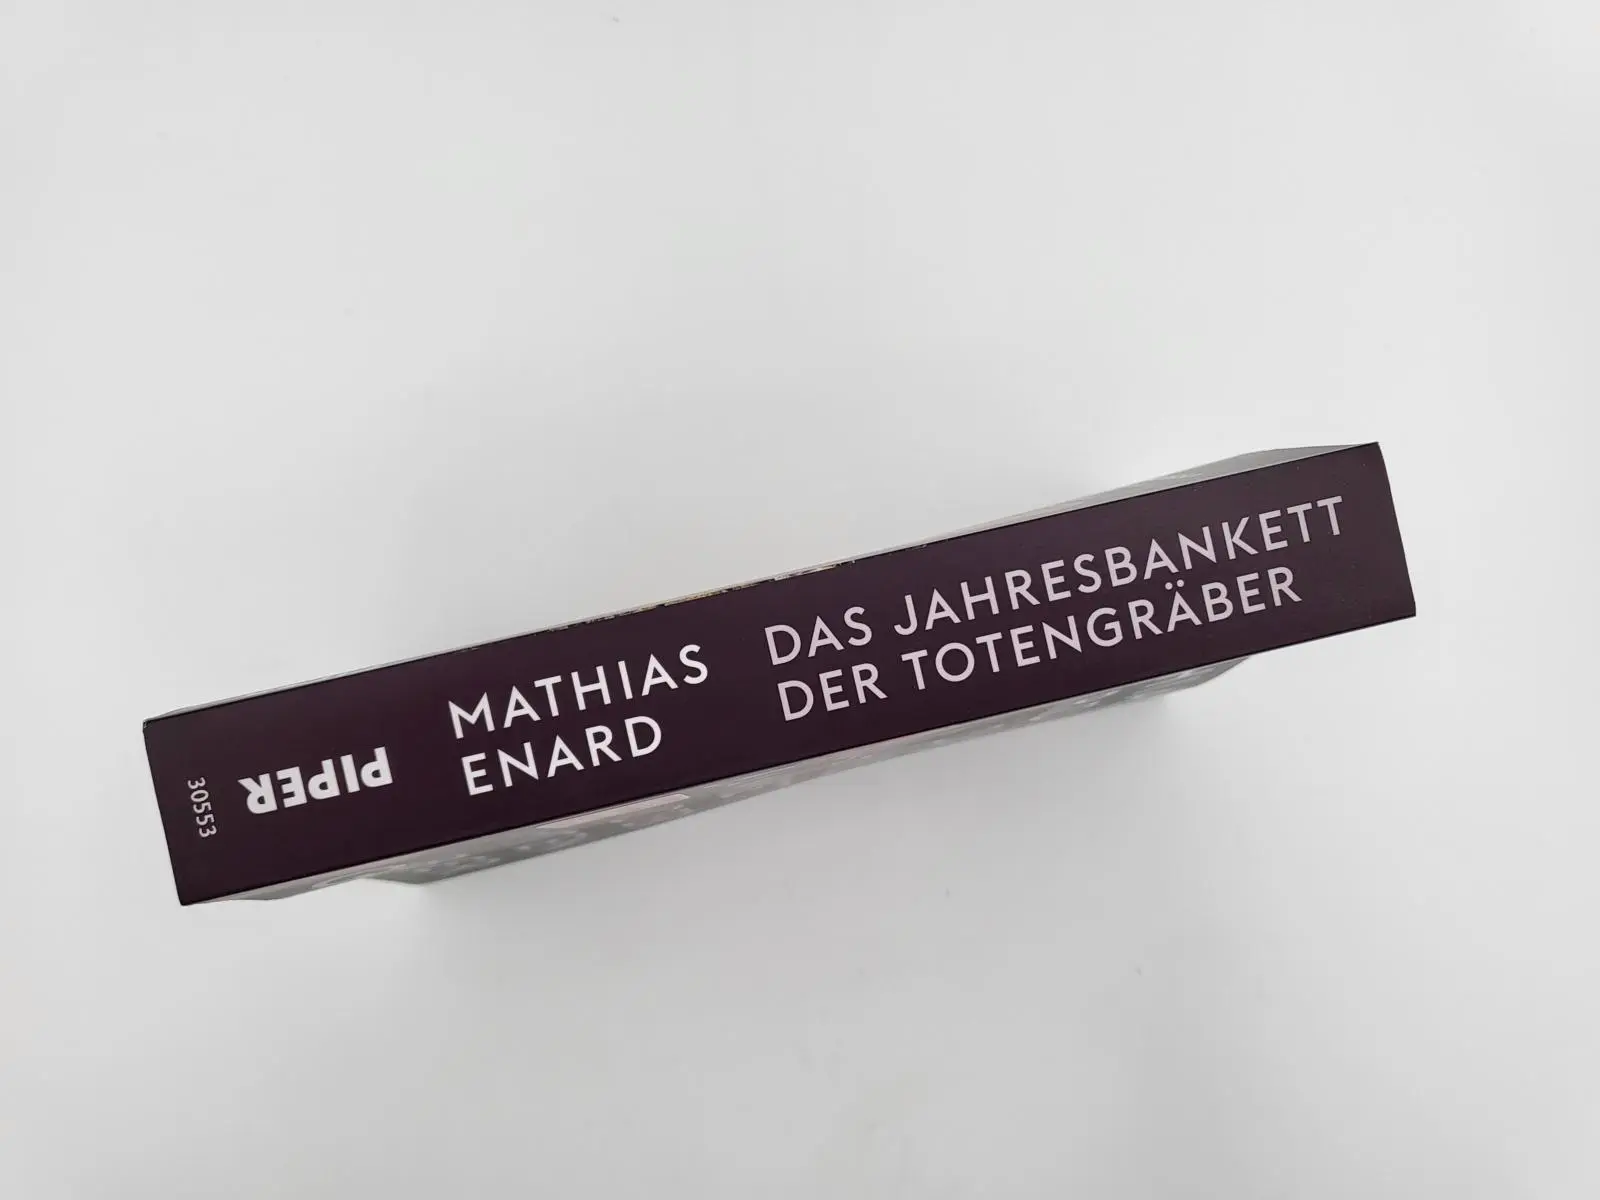 MATHIAS
ENARD
DAS JAHRESBANKETT
DER TOTENGRÄBER
PIPER
30553